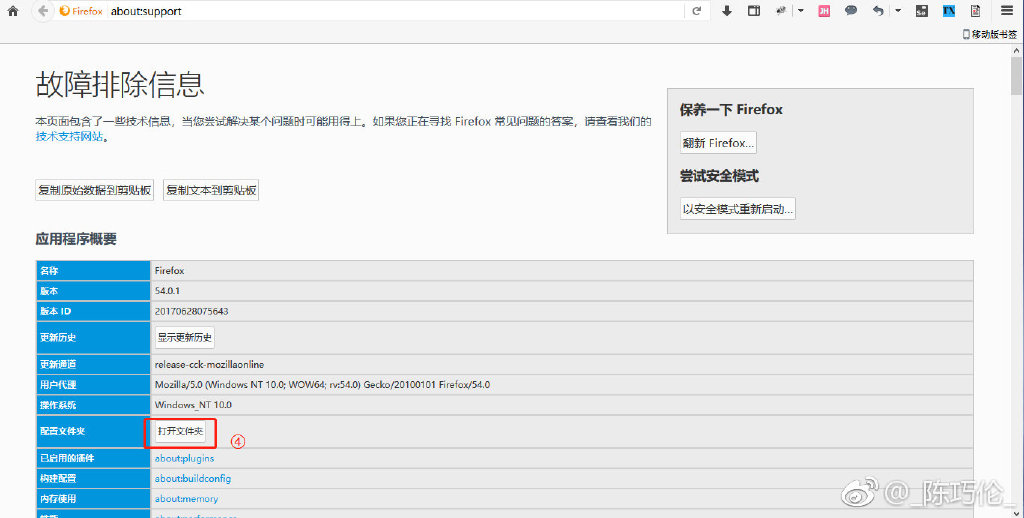 Firefox about:support
JH
Se
TX
移动版书签
故障排除信息
本页面包含了一些技术信息，当您尝试解决某个问题时可能用得上。如果您正在寻找 Firefox 常见问题的答案，请查看我们的
技术支持网站。
保养一下 Firefox
翻新 Firefox...
尝试安全模式
以安全模式重新启动...
复制原始数据到剪贴板 复制文本到剪贴板
应用程序概要
名称 Firefox
版本 54.0.1
版本 ID 20170628075643
更新历史 显示更新历史
更新通道 release-cck-mozillaonline
用户代理 Mozilla/5.0 (Windows NT 10.0; WOW64; rv:54.0) Gecko/20100101 Firefox/54.0
操作系统 Windows_NT 10.0
配置文件夹 打开文件夹 ④
已启用的插件 about:plugins
构建配置 about:buildconfig
内存使用 about:memory
@_陈巧伦_